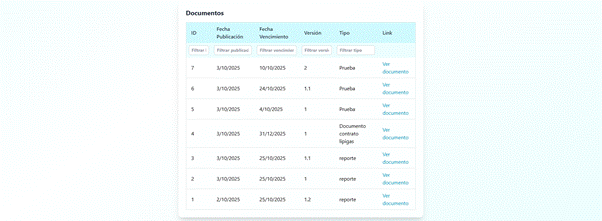 Documentos
ID Fecha Publicación Fecha Vencimiento Versión Tipo Link
Filtrar Filtrar publicac Filtrar vencimien Filtrar versi Filtrar tipo
7 3/10/2025 10/10/2025 2 Prueba Ver documento
6 3/10/2025 24/10/2025 1.1 Prueba Ver documento
5 3/10/2025 4/10/2025 1 Prueba Ver documento
4 3/10/2025 31/12/2025 1 Documento contrato lipigas Ver documento
3 3/10/2025 25/10/2025 1.1 reporte Ver documento
2 3/10/2025 25/10/2025 1 reporte Ver documento
1 2/10/2025 25/10/2025 1.2 reporte Ver documento